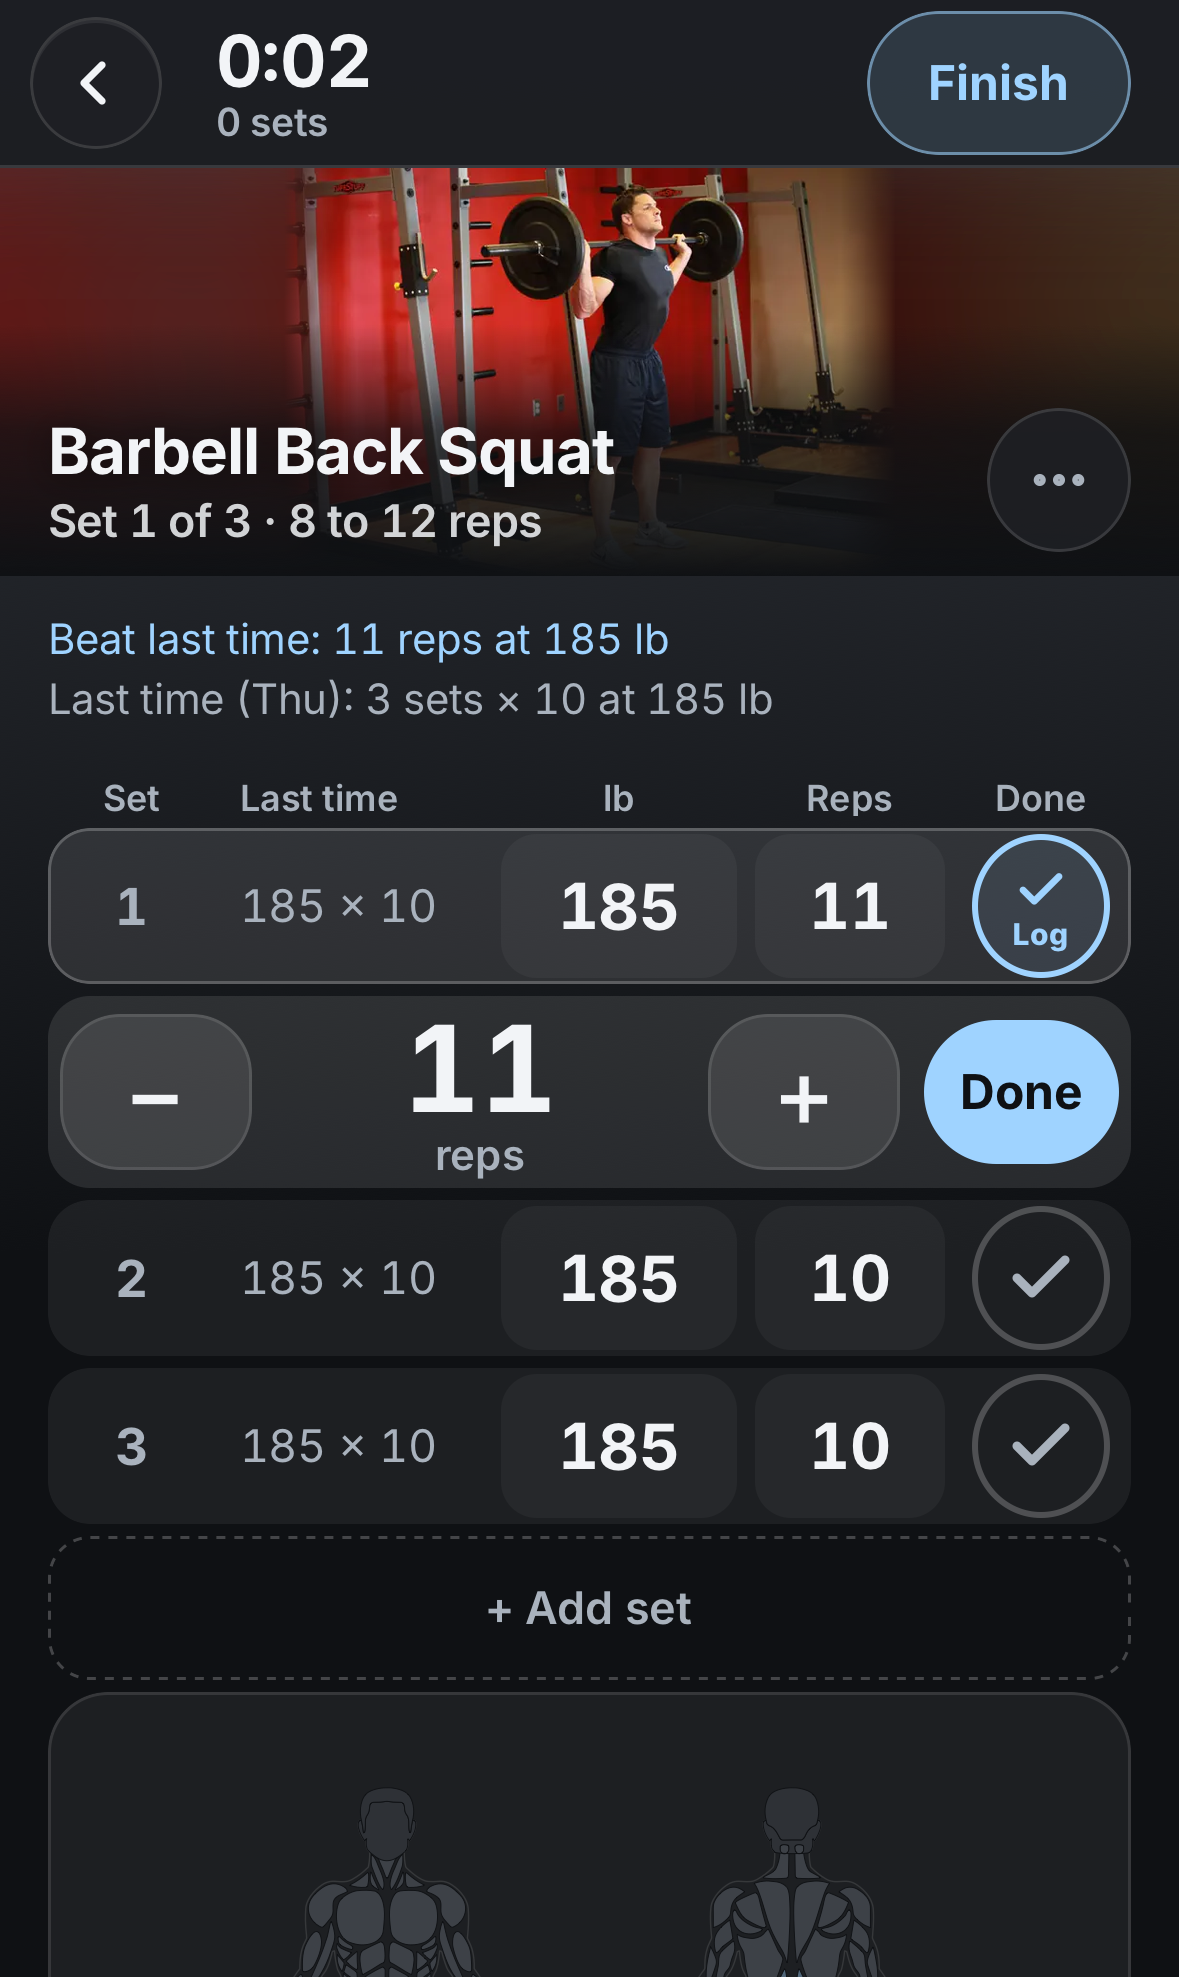 0:02
0 sets
Finish
Barbell Back Squat
Set 1 of 3 · 8 to 12 reps
Beat last time: 11 reps at 185 lb
Last time (Thu): 3 sets × 10 at 185 lb
Set Last time lb Reps Done
1 185 × 10 185 11 Log
− 11 + Done
reps
2 185 × 10 185 10
3 185 × 10 185 10
+ Add set